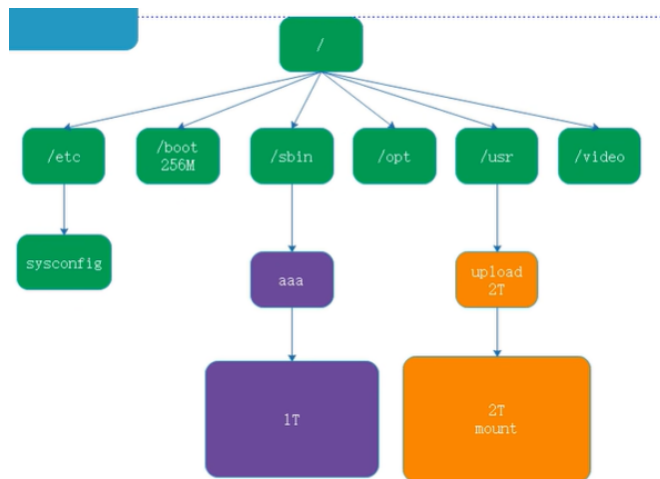 /
/etc
/boot
256M
/sbin
/opt
/usr
/video
sysconfig
aaa
upload
2T
1T
2T
mount